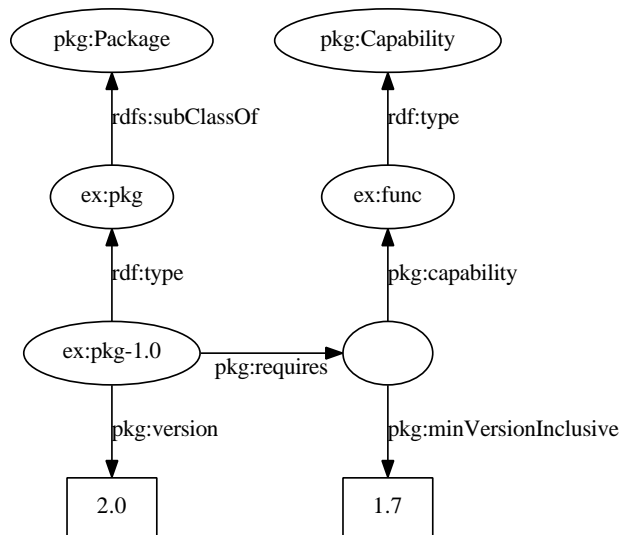 pkg:Package
pkg:Capability
rdfs:subClassOf
rdf:type
ex:pkg
ex:func
rdf:type
pkg:capability
ex:pkg-1.0
pkg:requires
pkg:version
pkg:minVersionInclusive
2.0
1.7